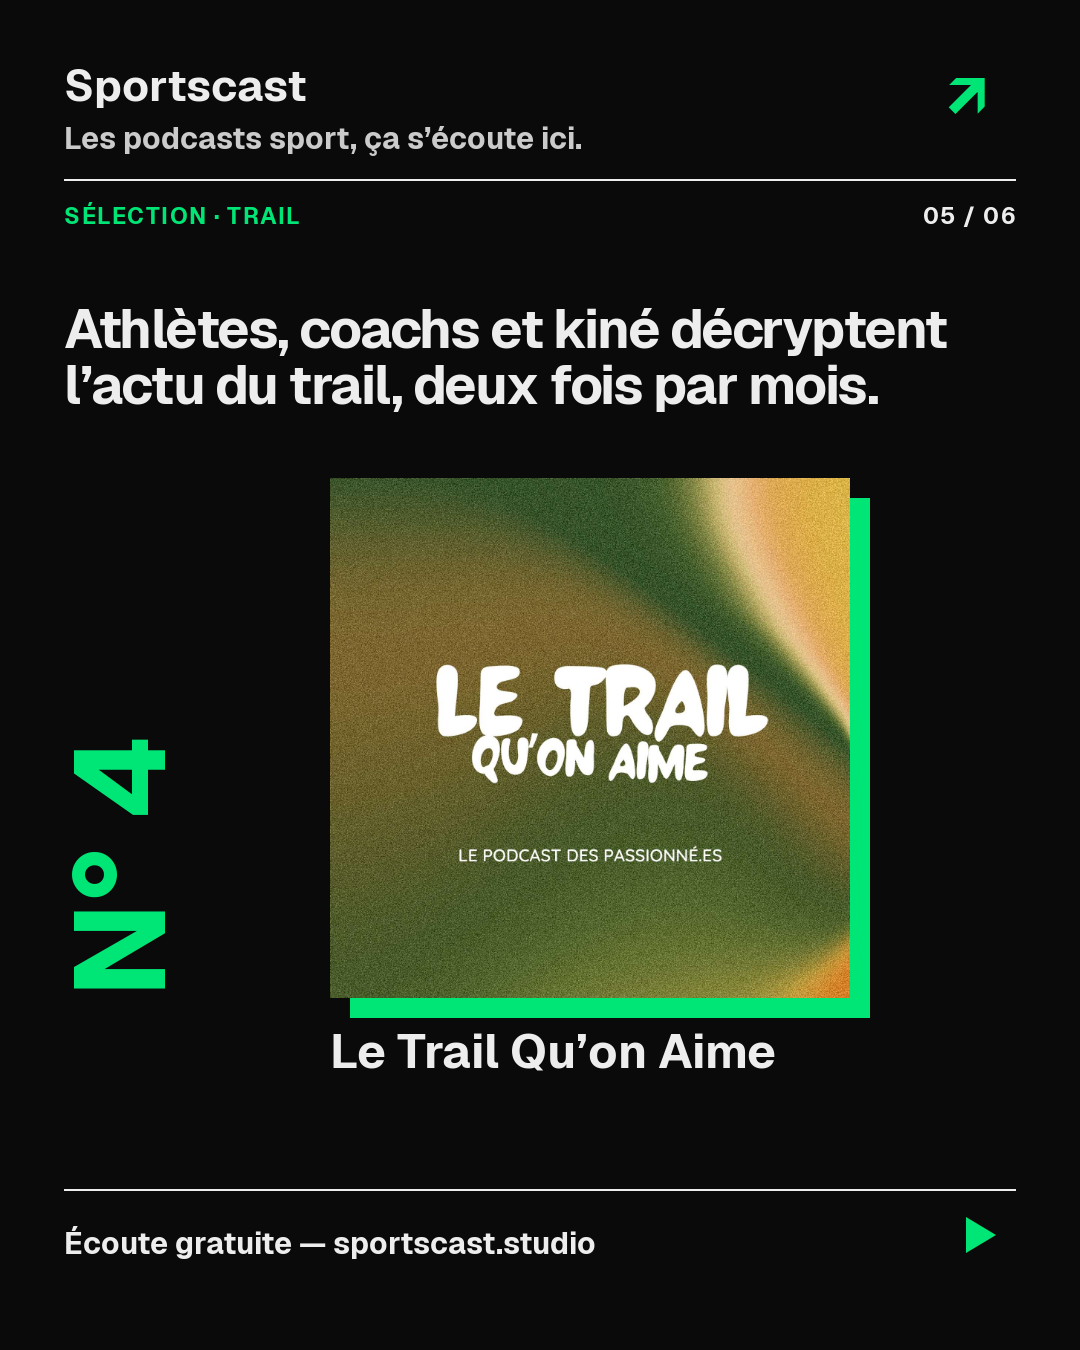 Sportscast
Les podcasts sport, ça s’écoute ici.
SÉLECTION · TRAIL
05 / 06
Athlètes, coachs et kiné décryptent
l’actu du trail, deux fois par mois.
N° 4
LE TRAIL
QU’ON AIME
LE PODCAST DES PASSIONNÉ.ES
Le Trail Qu’on Aime
Écoute gratuite — sportscast.studio